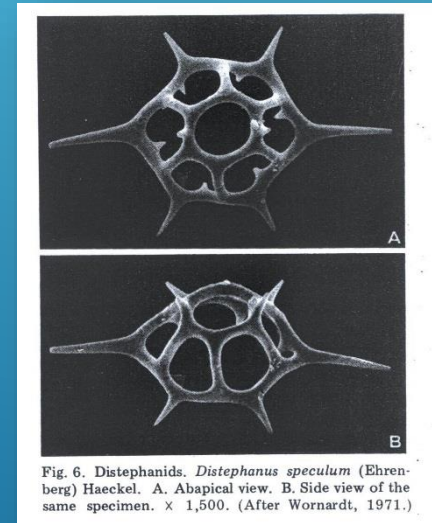 A
B
Fig. 6. Distephanids. Distephanus speculum (Ehren-
berg) Haeckel. A. Abapical view. B. Side view of the
same specimen. × 1,500. (After Wornardt, 1971.)